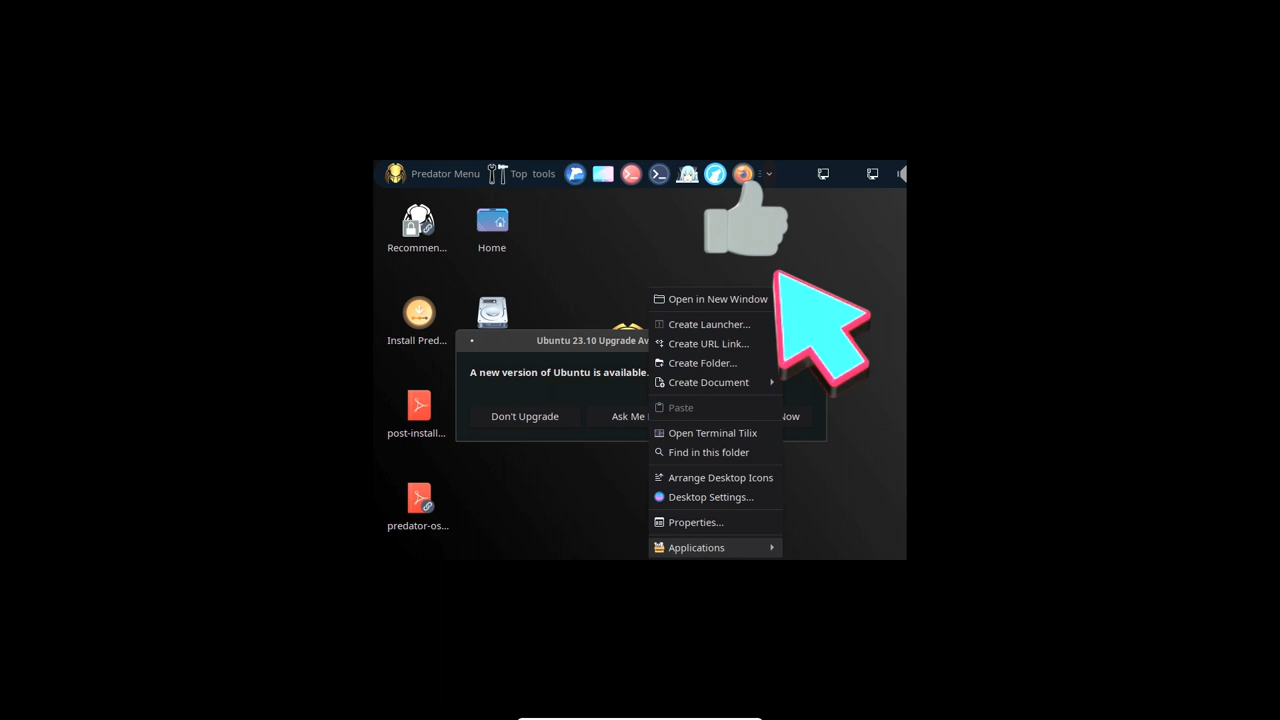 Predator Menu
Top tools
Recommen...
Home
Install Pred...
post-install...
predator-os...
Ubuntu 23.10 Upgrade Av
A new version of Ubuntu is available.
Don't Upgrade
Ask Me
Now
Open in New Window
Create Launcher...
Create URL Link...
Create Folder...
Create Document
Paste
Open Terminal Tilix
Find in this folder
Arrange Desktop Icons
Desktop Settings...
Properties...
Applications